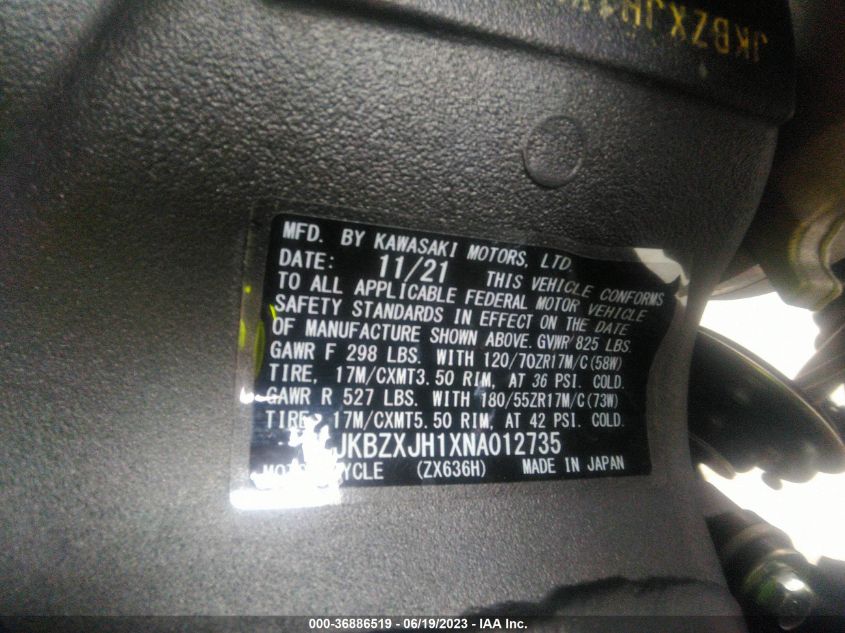 JKBZXJH1X
MFD. BY KAWASAKI MOTORS, LTD.
DATE: 11/21 THIS VEHICLE CONFORMS
TO ALL APPLICABLE FEDERAL MOTOR VEHICLE
SAFETY STANDARDS IN EFFECT ON THE DATE
OF MANUFACTURE SHOWN ABOVE. GVWR 825 LBS.
GAWR F 298 LBS. WITH 120/70ZR17M/C(58W)
TIRE, 17M/CXMT3.50 RIM, AT 36 PSI. COLD.
GAWR R 527 LBS. WITH 180/55ZR17M/C(73W)
TIRE, 17M/CXMT5.50 RIM, AT 42 PSI. COLD.
JKBZXJH1XNA012735
MOTORCYCLE (ZX636H) MADE IN JAPAN
000-36886519 - 06/19/2023 - IAA Inc.